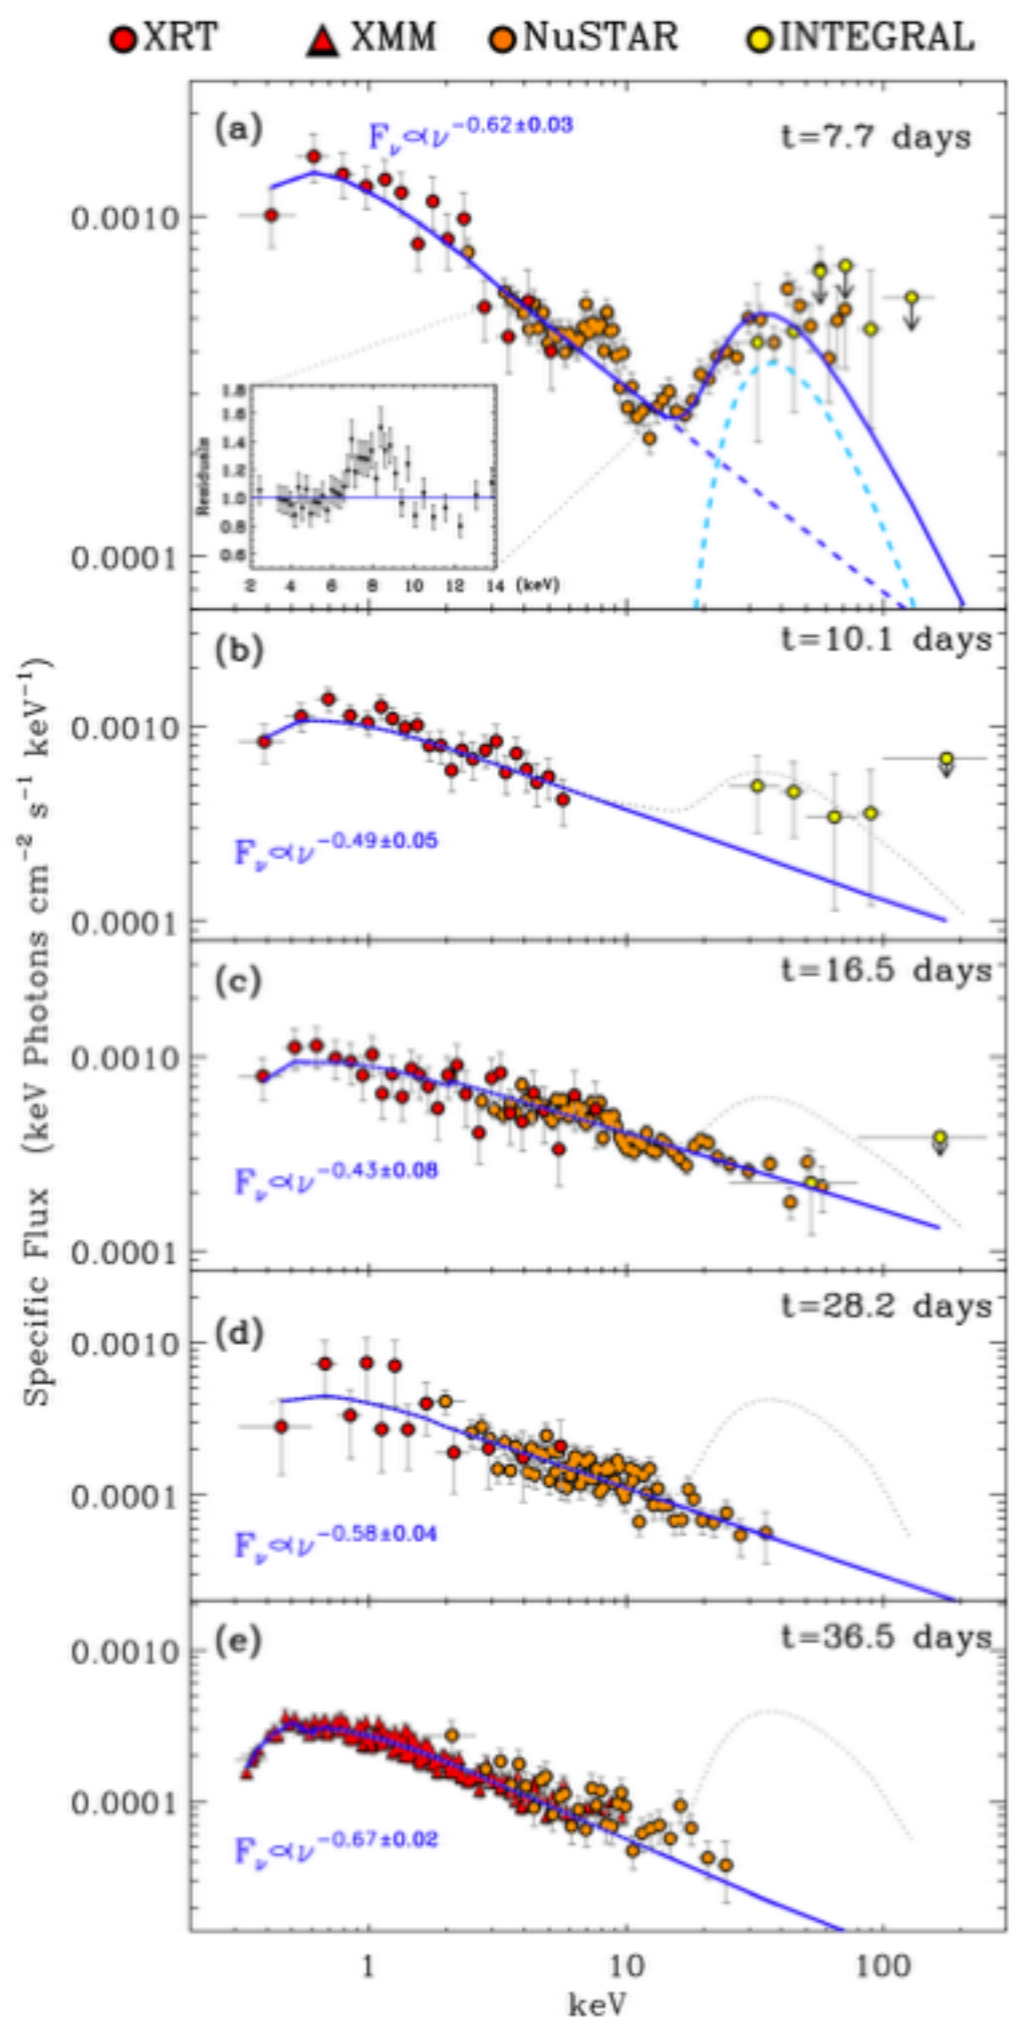 XRT XMM NuSTAR INTEGRAL
(a) F_ν∝ν^−0.62±0.03 t=7.7 days
0.0010
1.8
1.6
1.4
1.2
1.0
0.8
0.6
Residuals
2 4 6 8 10 12 14 (keV)
0.0001
(b) t=10.1 days
0.0010
F_ν∝ν^−0.49±0.05
0.0001
(c) t=16.5 days
0.0010
F_ν∝ν^−0.43±0.08
0.0001
(d) t=28.2 days
0.0010
0.0001
F_ν∝ν^−0.58±0.04
(e) t=36.5 days
0.0010
0.0001
F_ν∝ν^−0.67±0.02
Specific Flux (keV Photons cm^−2 s^−1 keV^−1)
1 10 100
keV